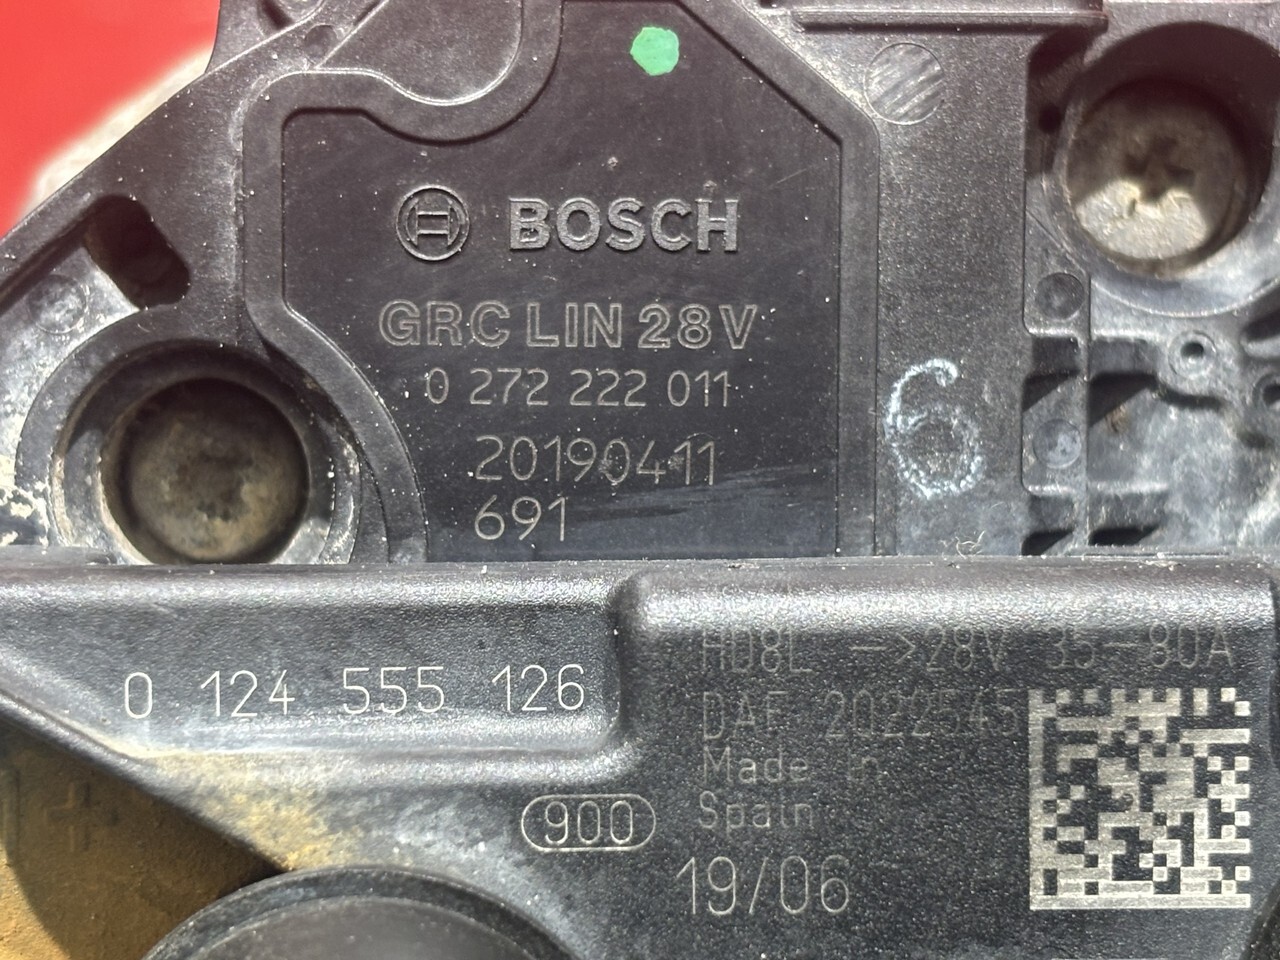 BOSCH
GRC LIN 28V
0 272 222 011
20190411
691
6
0 124 555 126
HD8L ->28V 35-80A
DAF 2022545
Made in
Spain
900
19/06